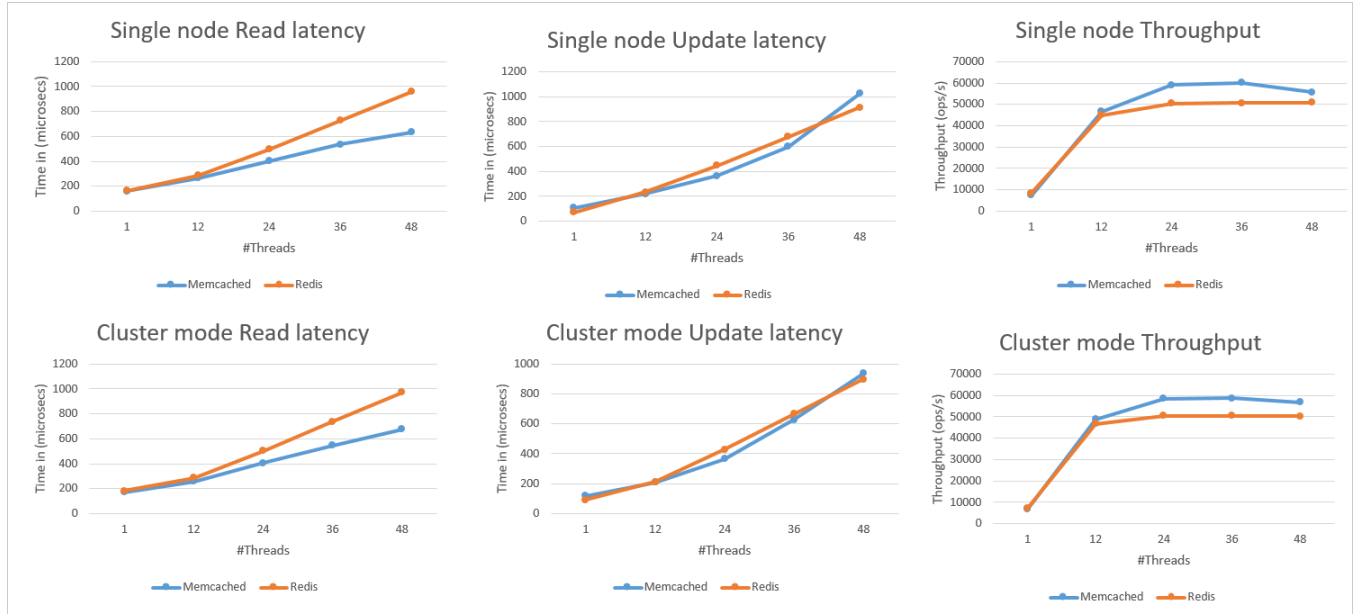 Single node Read latency
Time in (microsecs)
1200
1000
800
600
400
200
0
1 12 24 36 48
#Threads
Memcached Redis
Single node Update latency
Time in (microsecs)
1200
1000
800
600
400
200
0
1 12 24 36 48
#Threads
Memcached Redis
Single node Throughput
Throughput (ops/s)
70000
60000
50000
40000
30000
20000
10000
0
1 12 24 36 48
#Threads
Memcached Redis
Cluster mode Read latency
Time in (microsecs)
1200
1000
800
600
400
200
0
1 12 24 36 48
#Threads
Memcached Redis
Cluster mode Update latency
Time in (microsecs)
1000
800
600
400
200
0
1 12 24 36 48
#Threads
Memcached Redis
Cluster mode Throughput
Throughput (ops/s)
70000
60000
50000
40000
30000
20000
10000
0
1 12 24 36 48
#Threads
Memcached Redis